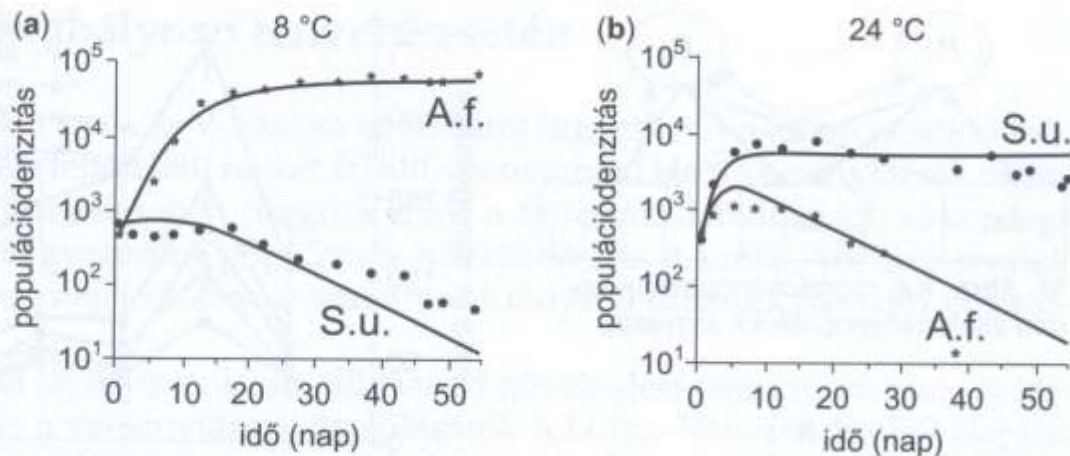 (a) 8 °C
populációdenzitás
10⁵
10⁴
10³
10²
10¹
A.f.
S.u.
0 10 20 30 40 50
idő (nap)
(b) 24 °C
populációdenzitás
10⁵
10⁴
10³
10²
10¹
S.u.
A.f.
0 10 20 30 40 50
idő (nap)